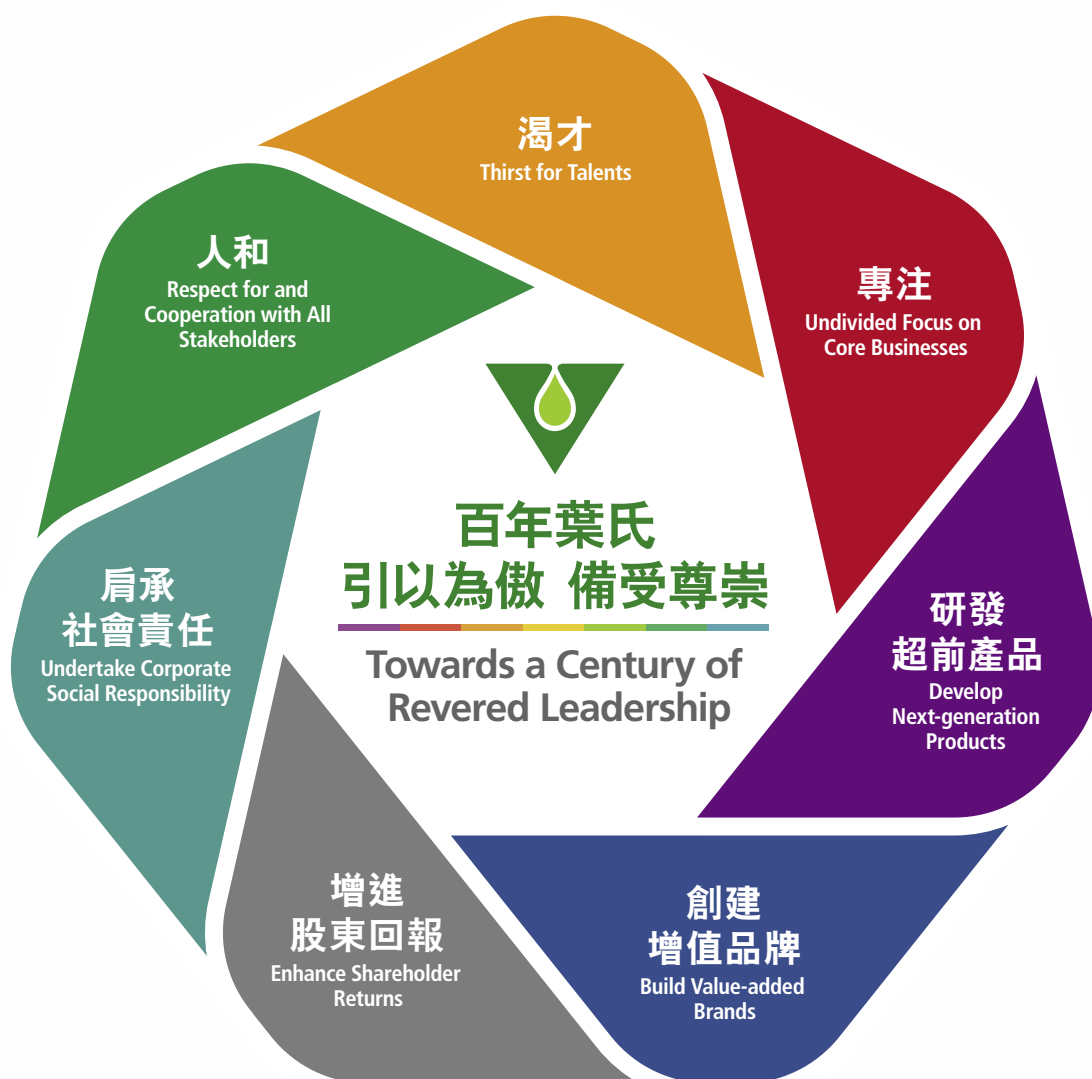 渴才
Thirst for Talents
專注
Undivided Focus on
Core Businesses
研發
超前產品
Develop
Next-generation
Products
創建
增值品牌
Build Value-added
Brands
增進
股東回報
Enhance Shareholder
Returns
肩承
社會責任
Undertake Corporate
Social Responsibility
人和
Respect for and
Cooperation with All
Stakeholders
百年葉氏
引以為傲 備受尊崇
Towards a Century of
Revered Leadership